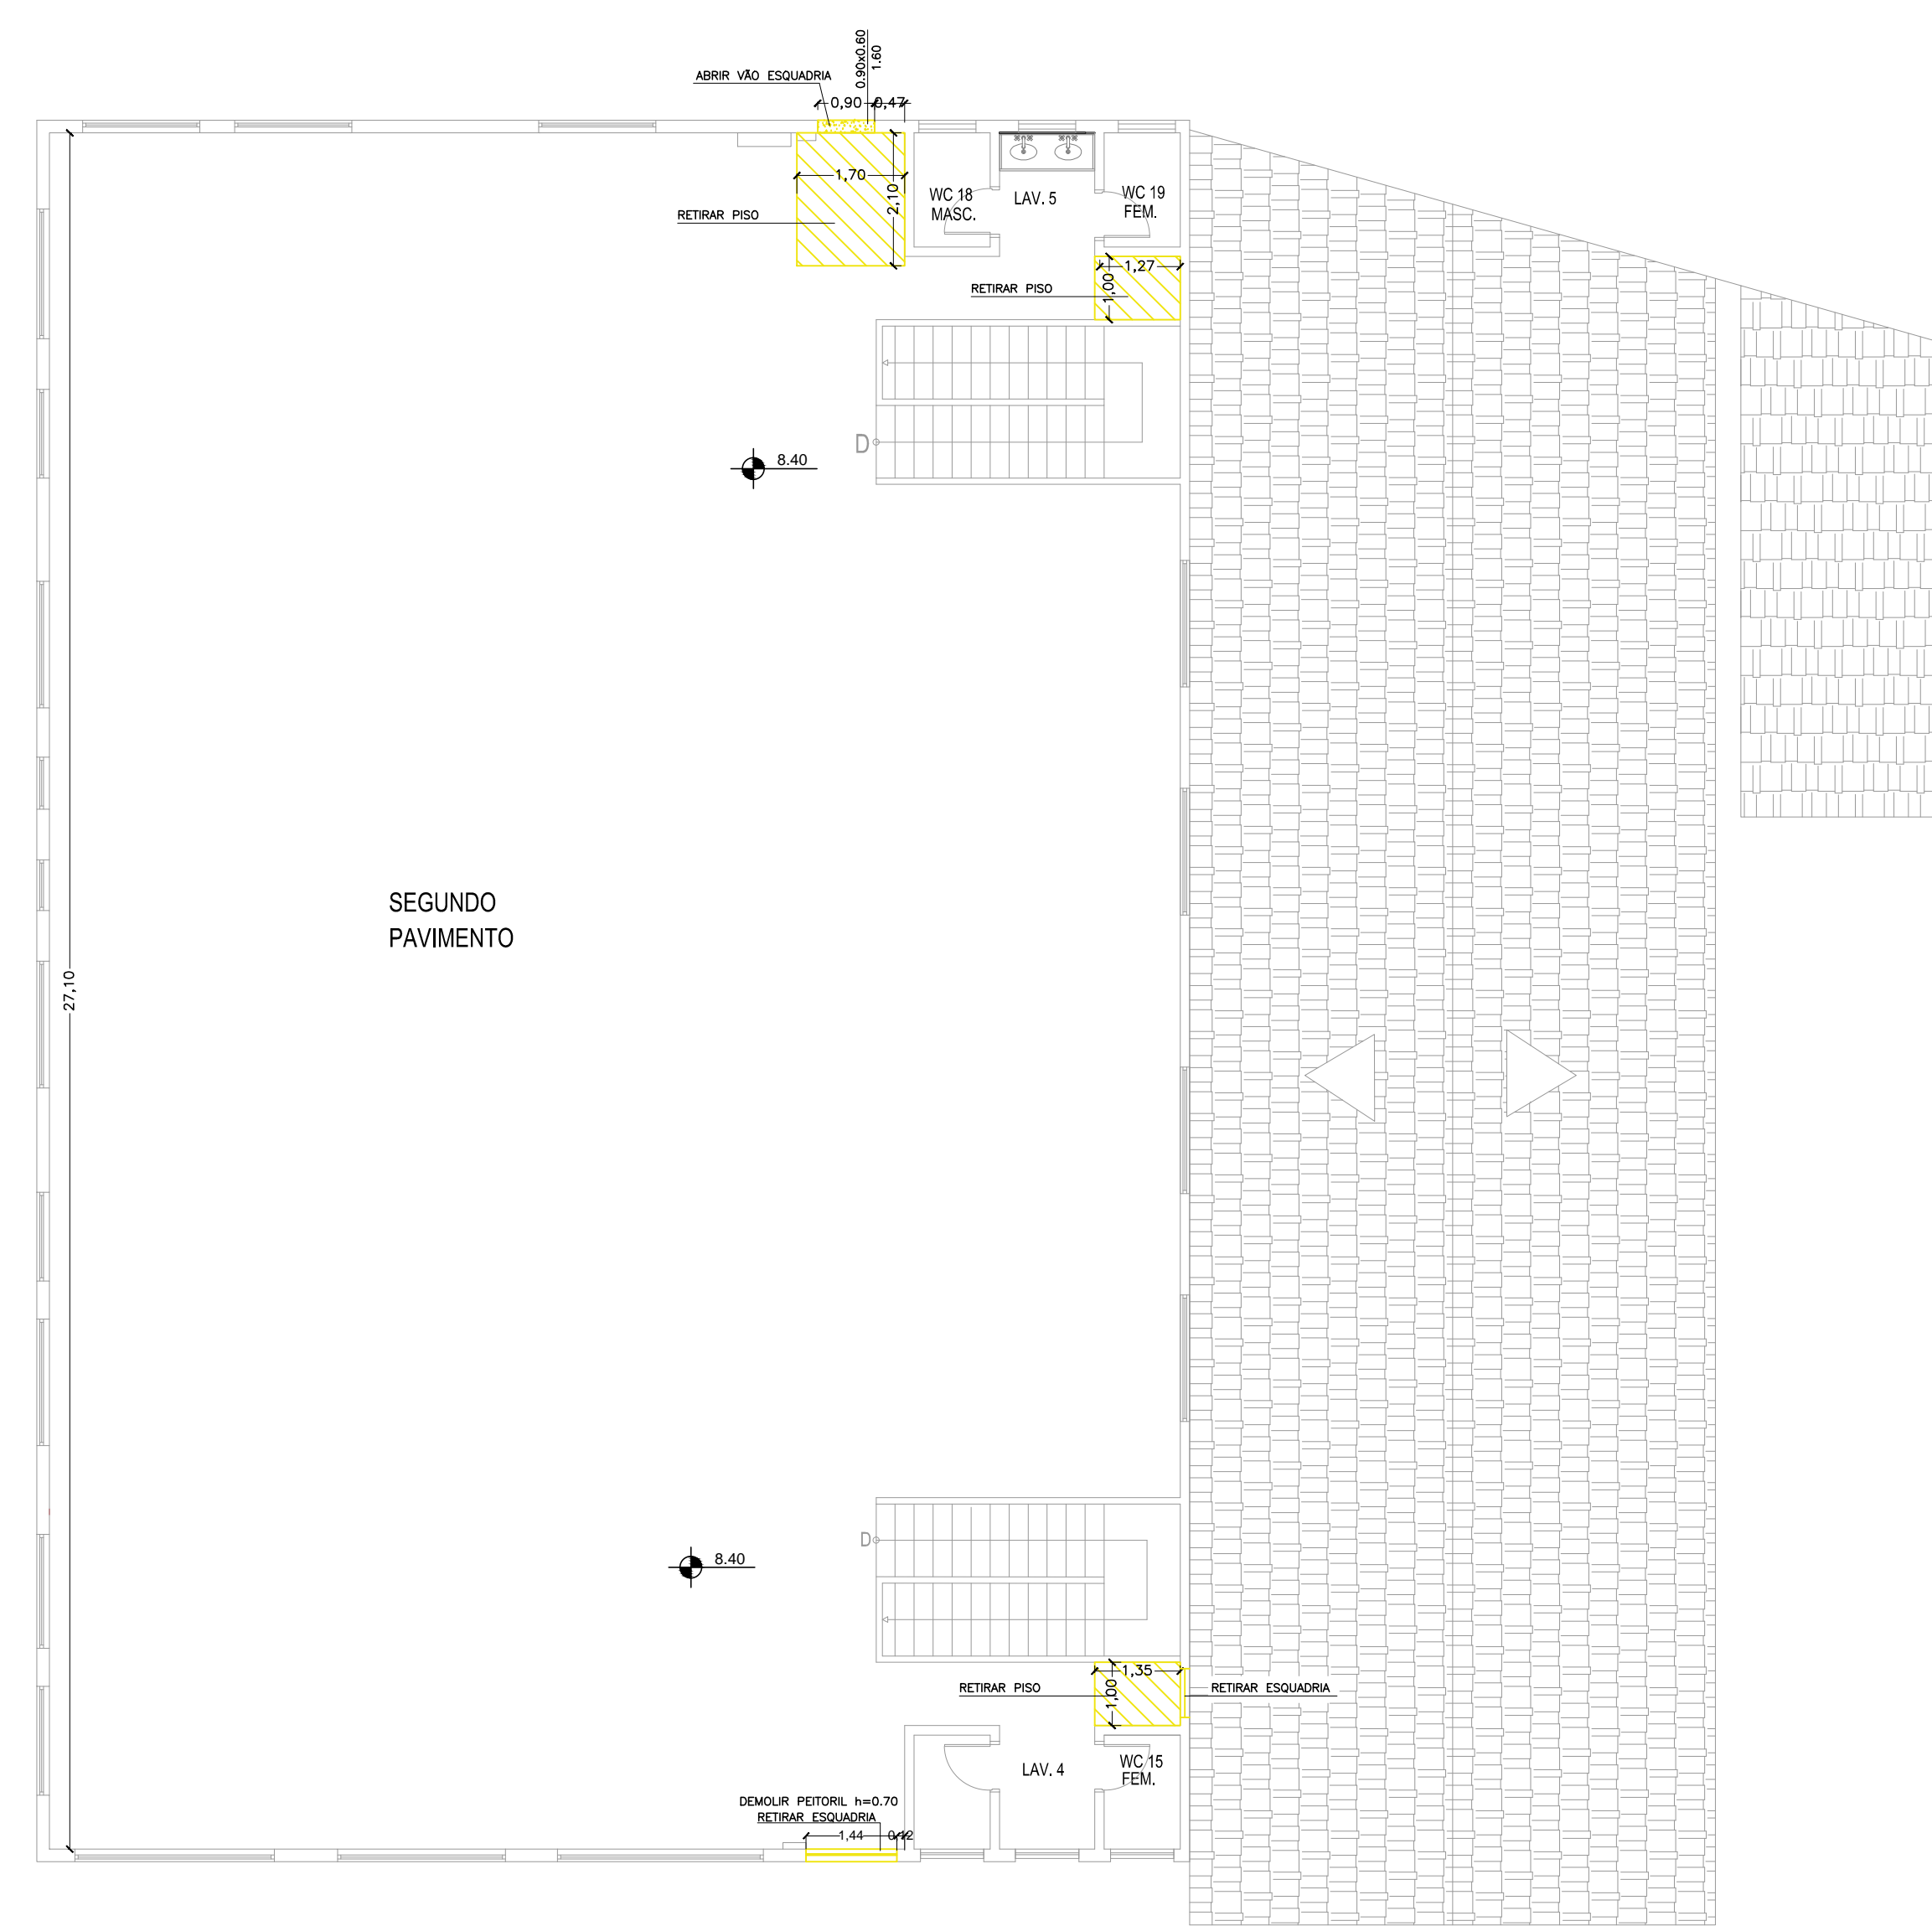 0.90x0.60
1.60
ABRIR VÃO ESQUADRIA
0,90
0,47
1,70
2,10
RETIRAR PISO
WC 18
MASC.
LAV. 5
WC 19
FEM.
1,27
1,00
RETIRAR PISO
D
8.40
SEGUNDO
PAVIMENTO
27,10
D
8.40
1,35
1,00
RETIRAR PISO
RETIRAR ESQUADRIA
LAV. 4
WC 15
FEM.
DEMOLIR PEITORIL h=0.70
RETIRAR ESQUADRIA
1,44
0,12